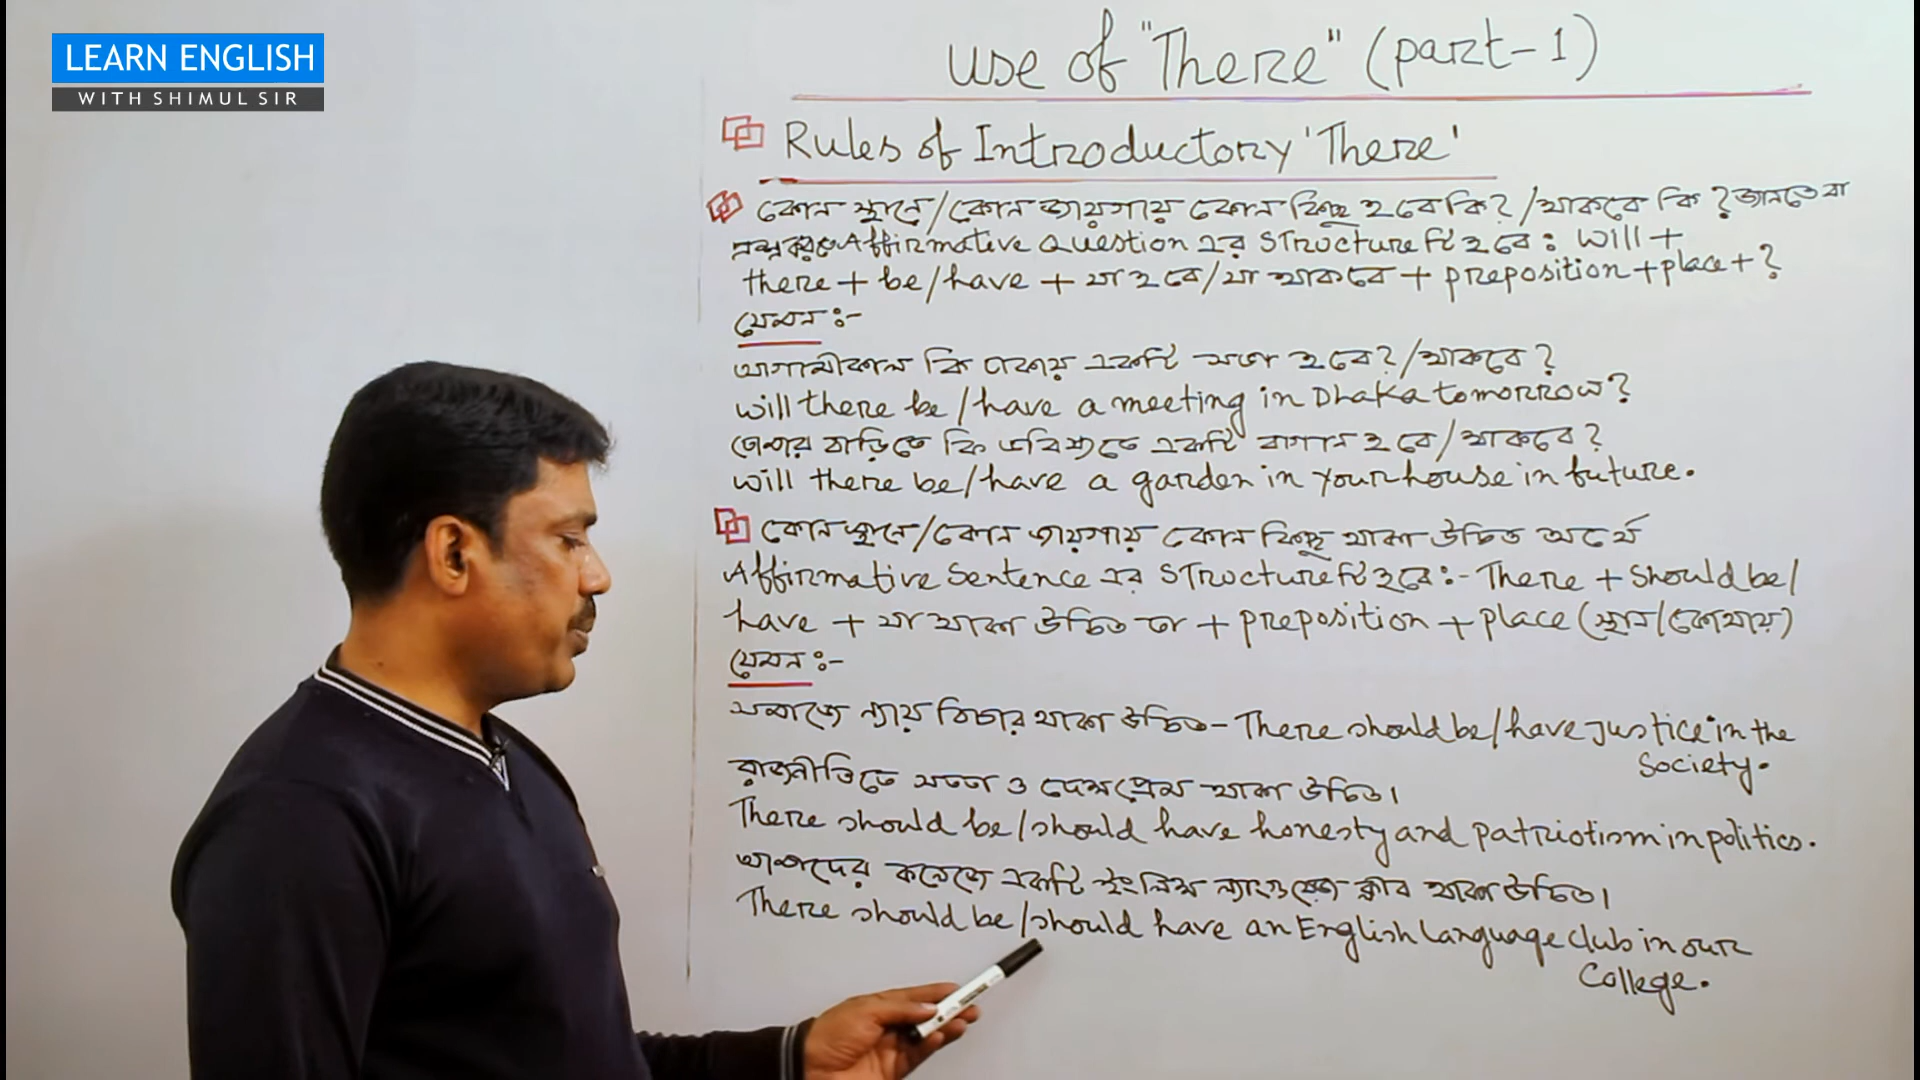 LEARN ENGLISH
WITH SHIMUL SIR
Use of "There" (part-1)
Rules of Introductory 'There'
কোন স্থানে/কোন জায়গায় কোন কিছু হবে কি?/থাকবে কি? জানতে বা
প্রশ্ন করতে Affirmative Question এর Structure টি হবে: Will +
there + be/have + যা হবে/যা থাকবে + preposition + place + ?
যেমন:-
আগামীকাল কি ঢাকায় একটি সভা হবে?/থাকবে?
will there be/have a meeting in Dhaka tomorrow?
তোমার বাড়িতে কি ভবিষ্যতে একটি বাগান হবে/থাকবে?
will there be/have a garden in your house in future.
কোন স্থানে/কোন জায়গায় কোন কিছু থাকা উচিত অর্থে
Affirmative Sentence এর Structure টি হবে:- There + should be/
have + যা থাকা উচিত তা + preposition + place (স্থান/কোথায়)
যেমন:-
সমাজে ন্যায় বিচার থাকা উচিত- There should be/have justice in the
Society.
রাজনীতিতে সততা ও দেশপ্রেম থাকা উচিত।
There should be/should have honesty and patriotism in politics.
আমাদের কলেজে একটি ইংলিশ ল্যাংগুয়েজ ক্লাব থাকা উচিত।
There should be/should have an English language club in our
College.